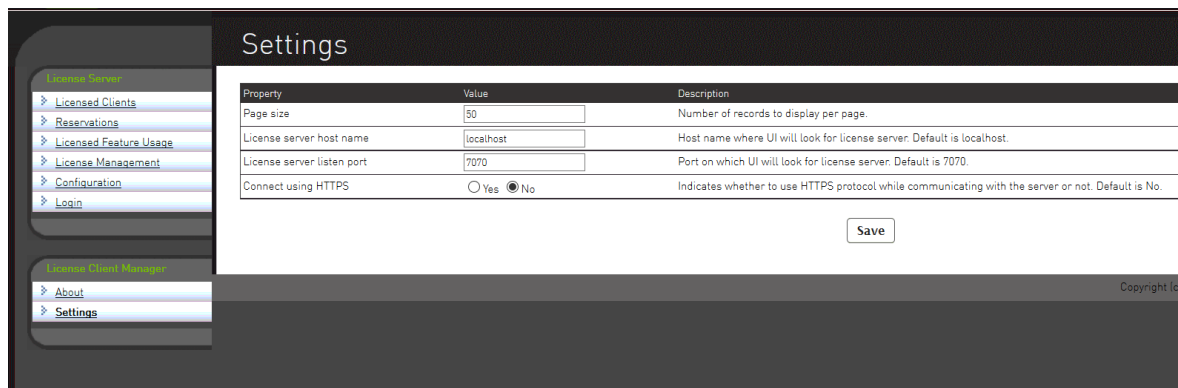 Settings
License Server
Licensed Clients
Reservations
Licensed Feature Usage
License Management
Configuration
Login
License Client Manager
About
Settings
Property Value Description
Page size 50 Number of records to display per page.
License server host name localhost Host name where UI will look for license server. Default is localhost.
License server listen port 7070 Port on which UI will look for license server. Default is 7070.
Connect using HTTPS Yes No Indicates whether to use HTTPS protocol while communicating with the server or not. Default is No.
Save
Copyright (c